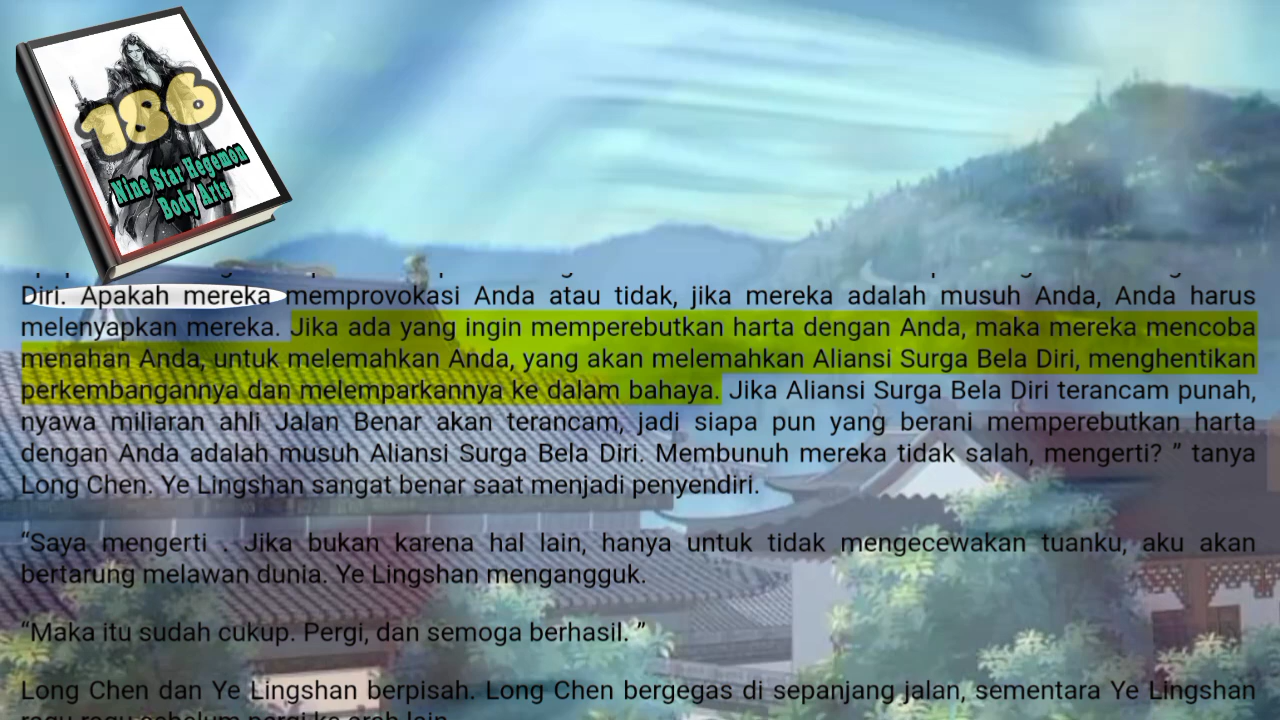 186
Nine Star Hegemon
Body Arts
Diri. Apakah mereka memprovokasi Anda atau tidak, jika mereka adalah musuh Anda, Anda harus
melenyapkan mereka. Jika ada yang ingin memperebutkan harta dengan Anda, maka mereka mencoba
menahan Anda, untuk melemahkan Anda, yang akan melemahkan Aliansi Surga Bela Diri, menghentikan
perkembangannya dan melemparkannya ke dalam bahaya. Jika Aliansi Surga Bela Diri terancam punah,
nyawa miliaran ahli Jalan Benar akan terancam, jadi siapa pun yang berani memperebutkan harta
dengan Anda adalah musuh Aliansi Surga Bela Diri. Membunuh mereka tidak salah, mengerti? ” tanya
Long Chen. Ye Lingshan sangat benar saat menjadi penyendiri.
“Saya mengerti . Jika bukan karena hal lain, hanya untuk tidak mengecewakan tuanku, aku akan
bertarung melawan dunia. Ye Lingshan mengangguk.
“Maka itu sudah cukup. Pergi, dan semoga berhasil. ”
Long Chen dan Ye Lingshan berpisah. Long Chen bergegas di sepanjang jalan, sementara Ye Lingshan